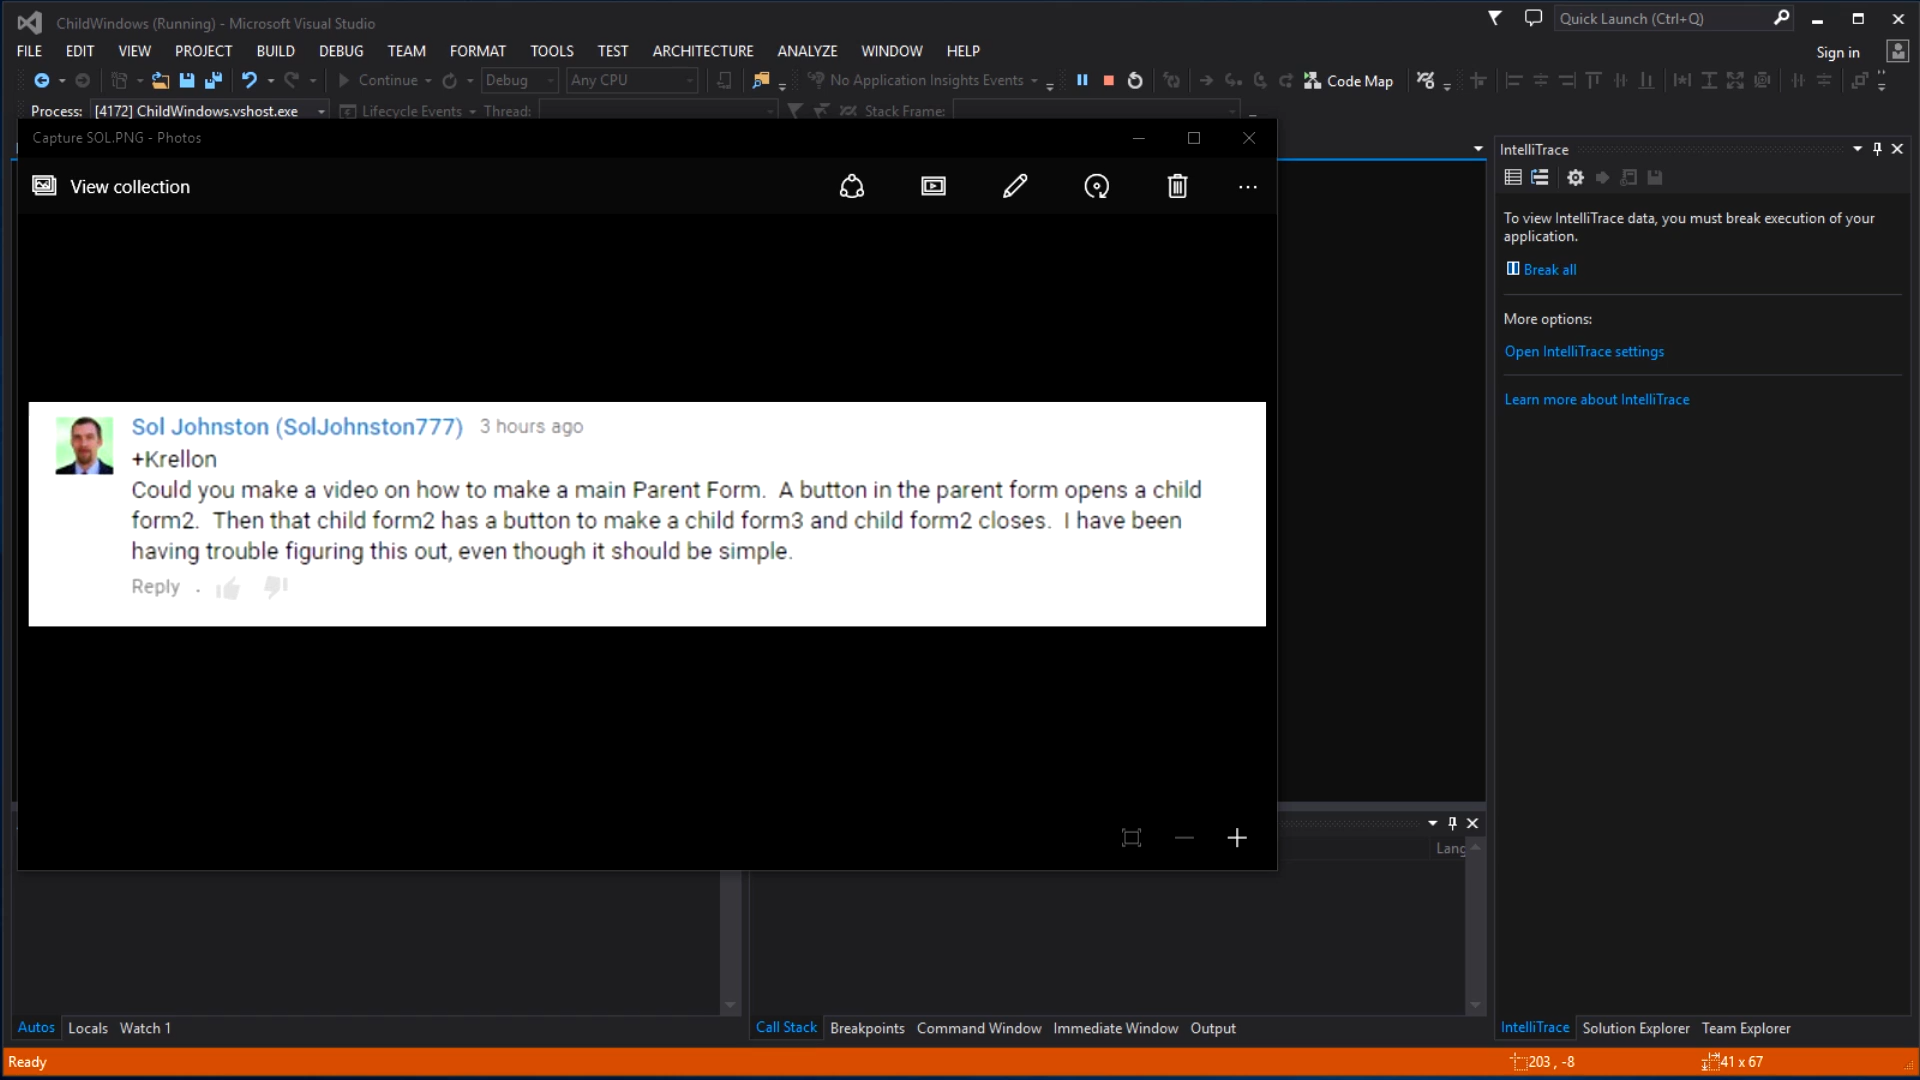 ChildWindows (Running) - Microsoft Visual Studio
Quick Launch (Ctrl+Q)
FILE EDIT VIEW PROJECT BUILD DEBUG TEAM FORMAT TOOLS TEST ARCHITECTURE ANALYZE WINDOW HELP
Sign in
Continue Debug Any CPU No Application Insights Events Code Map
Process: [4172] ChildWindows.vshost.exe Lifecycle Events Thread: Stack Frame:
Capture SOL.PNG - Photos
View collection
Sol Johnston (SolJohnston777) 3 hours ago
+Krellon
Could you make a video on how to make a main Parent Form. A button in the parent form opens a child
form2. Then that child form2 has a button to make a child form3 and child form2 closes. I have been
having trouble figuring this out, even though it should be simple.
Reply .
IntelliTrace
To view IntelliTrace data, you must break execution of your
application.
Break all
More options:
Open IntelliTrace settings
Learn more about IntelliTrace
Lang
Autos Locals Watch 1
Call Stack Breakpoints Command Window Immediate Window Output
IntelliTrace Solution Explorer Team Explorer
Ready
203 , -8
41 x 67